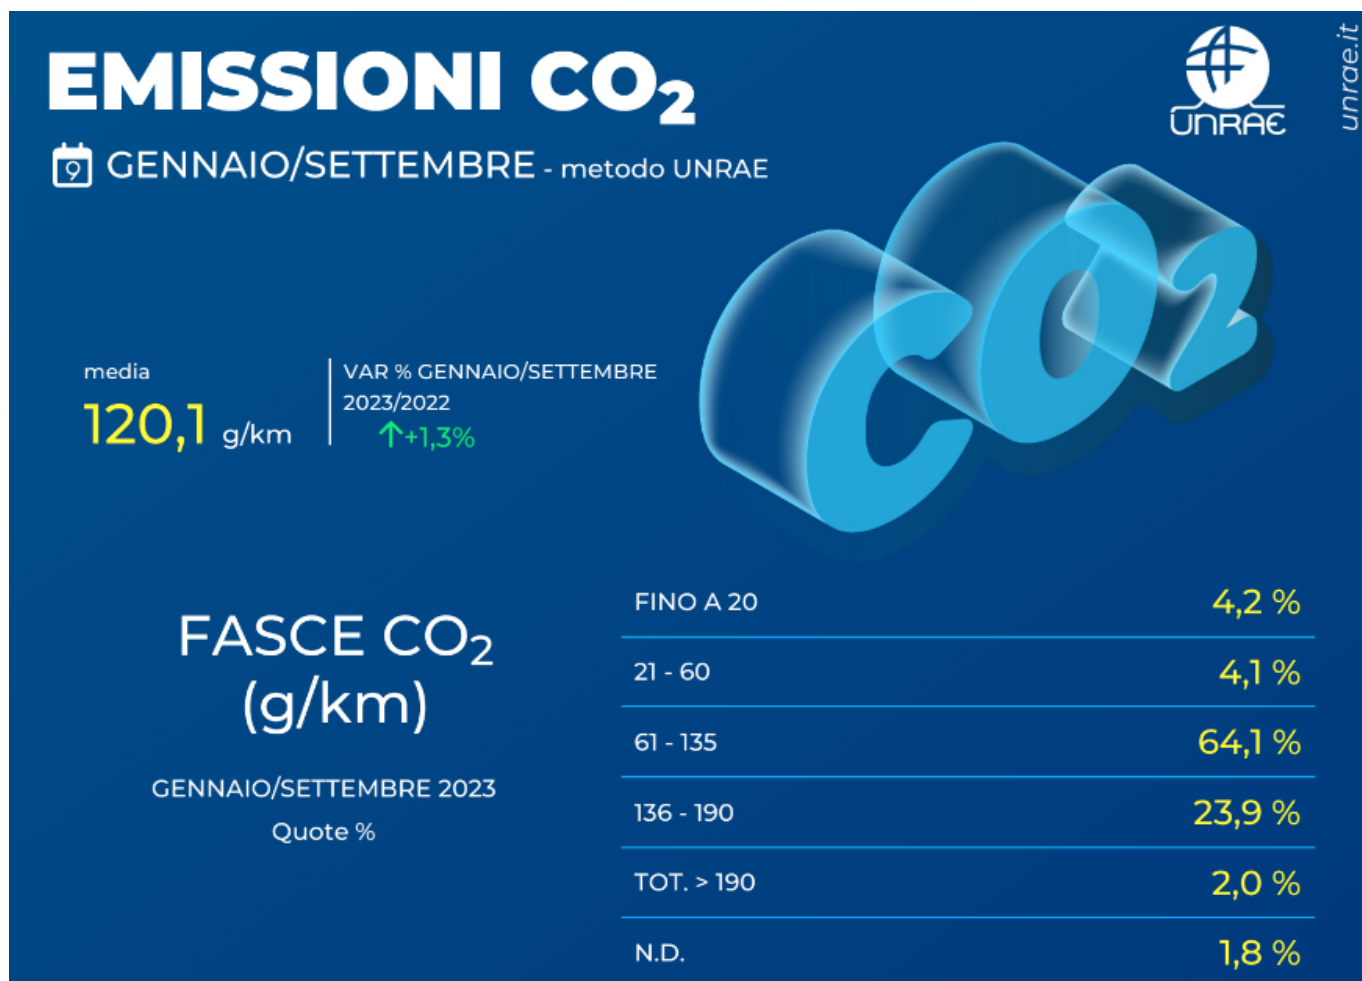 EMISSIONI CO₂
UNRAE
unrae.it
9
GENNAIO/SETTEMBRE - metodo UNRAE
CO2
media
120,1 g/km
VAR % GENNAIO/SETTEMBRE
2023/2022
↑+1,3%
FASCE CO₂
(g/km)
GENNAIO/SETTEMBRE 2023
Quote %
FINO A 20 4,2 %
21 - 60 4,1 %
61 - 135 64,1 %
136 - 190 23,9 %
TOT. > 190 2,0 %
N.D. 1,8 %